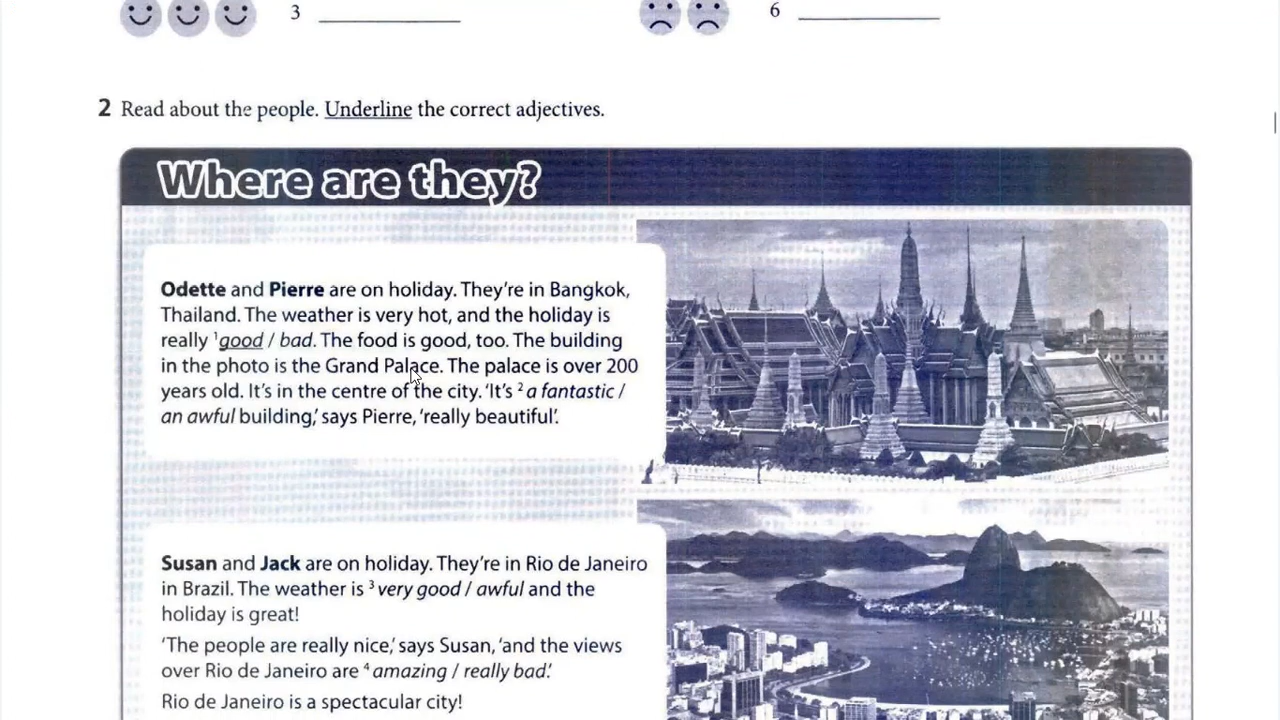 3 ____________
6 ____________
2 Read about the people. Underline the correct adjectives.
Where are they?
Odette and Pierre are on holiday. They're in Bangkok,
Thailand. The weather is very hot, and the holiday is
really ¹good / bad. The food is good, too. The building
in the photo is the Grand Palace. The palace is over 200
years old. It's in the centre of the city. 'It's ² a fantastic /
an awful building,' says Pierre, 'really beautiful'.
Susan and Jack are on holiday. They're in Rio de Janeiro
in Brazil. The weather is ³ very good / awful and the
holiday is great!
'The people are really nice,' says Susan, 'and the views
over Rio de Janeiro are ⁴ amazing / really bad.'
Rio de Janeiro is a spectacular city!